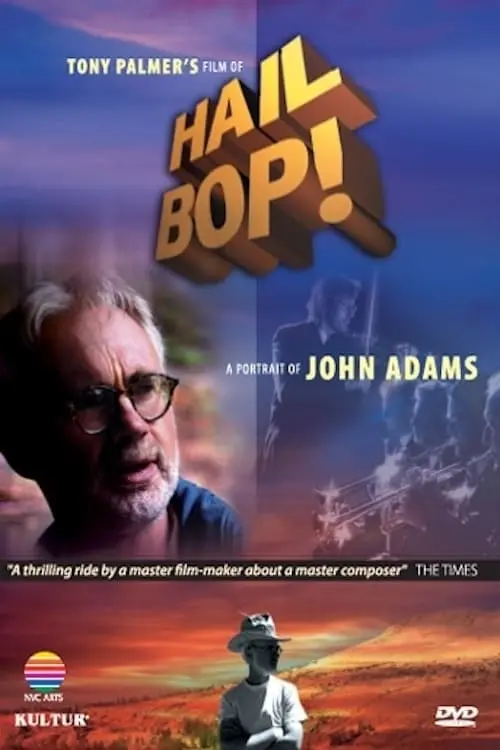 TONY PALMER'S FILM OF
HAIL
BOP!
A PORTRAIT OF JOHN ADAMS
"A thrilling ride by a master film-maker about a master composer" THE TIMES
NVC ARTS
KULTUR®
DVD